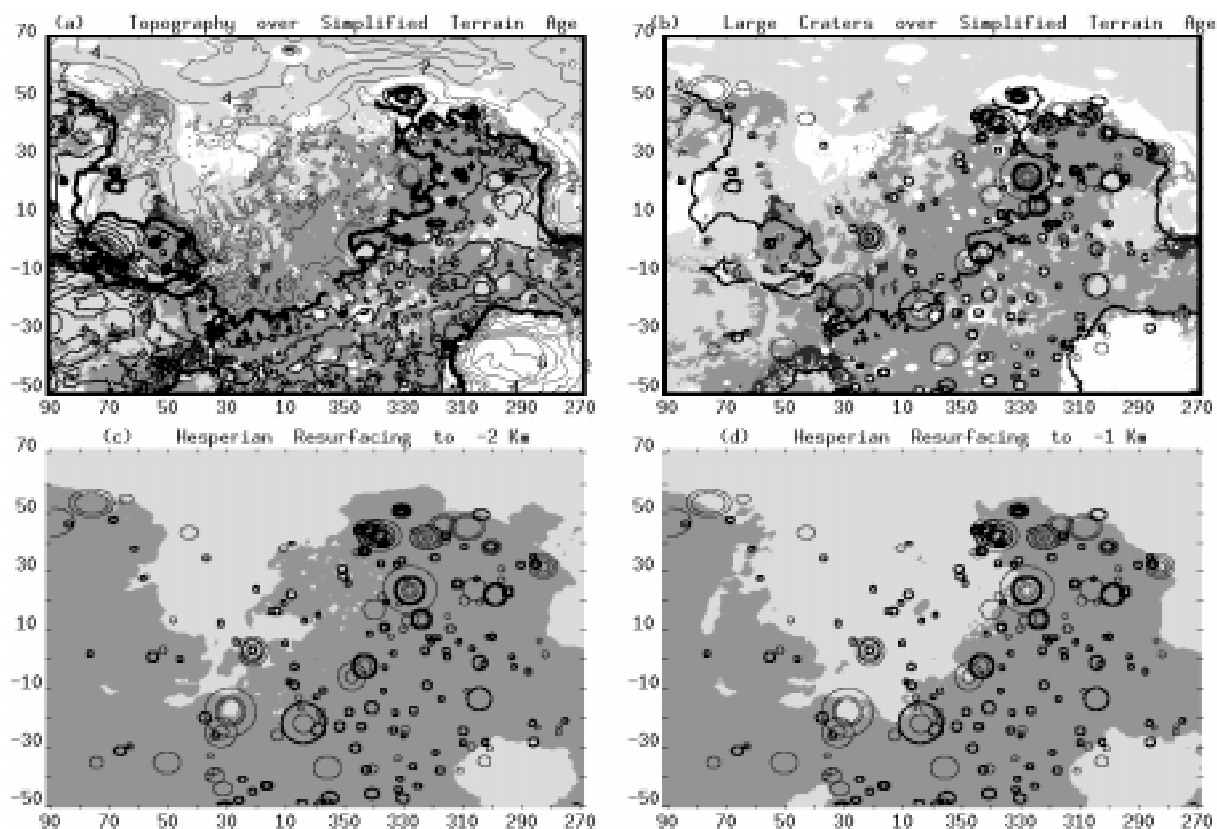 (a) Topography over Simplified Terrain Age
(b) Large Craters over Simplified Terrain Age
70 50 30 10 -10 -30 -50
90 70 50 30 10 350 330 310 290 270
70 50 30 10 -10 -30 -50
90 70 50 30 10 350 330 310 290 270
(c) Hesperian Resurfacing to -2 Km
(d) Hesperian Resurfacing to -1 Km
70 50 30 10 -10 -30 -50
90 70 50 30 10 350 330 310 290 270
70 50 30 10 -10 -30 -50
90 70 50 30 10 350 330 310 290 270